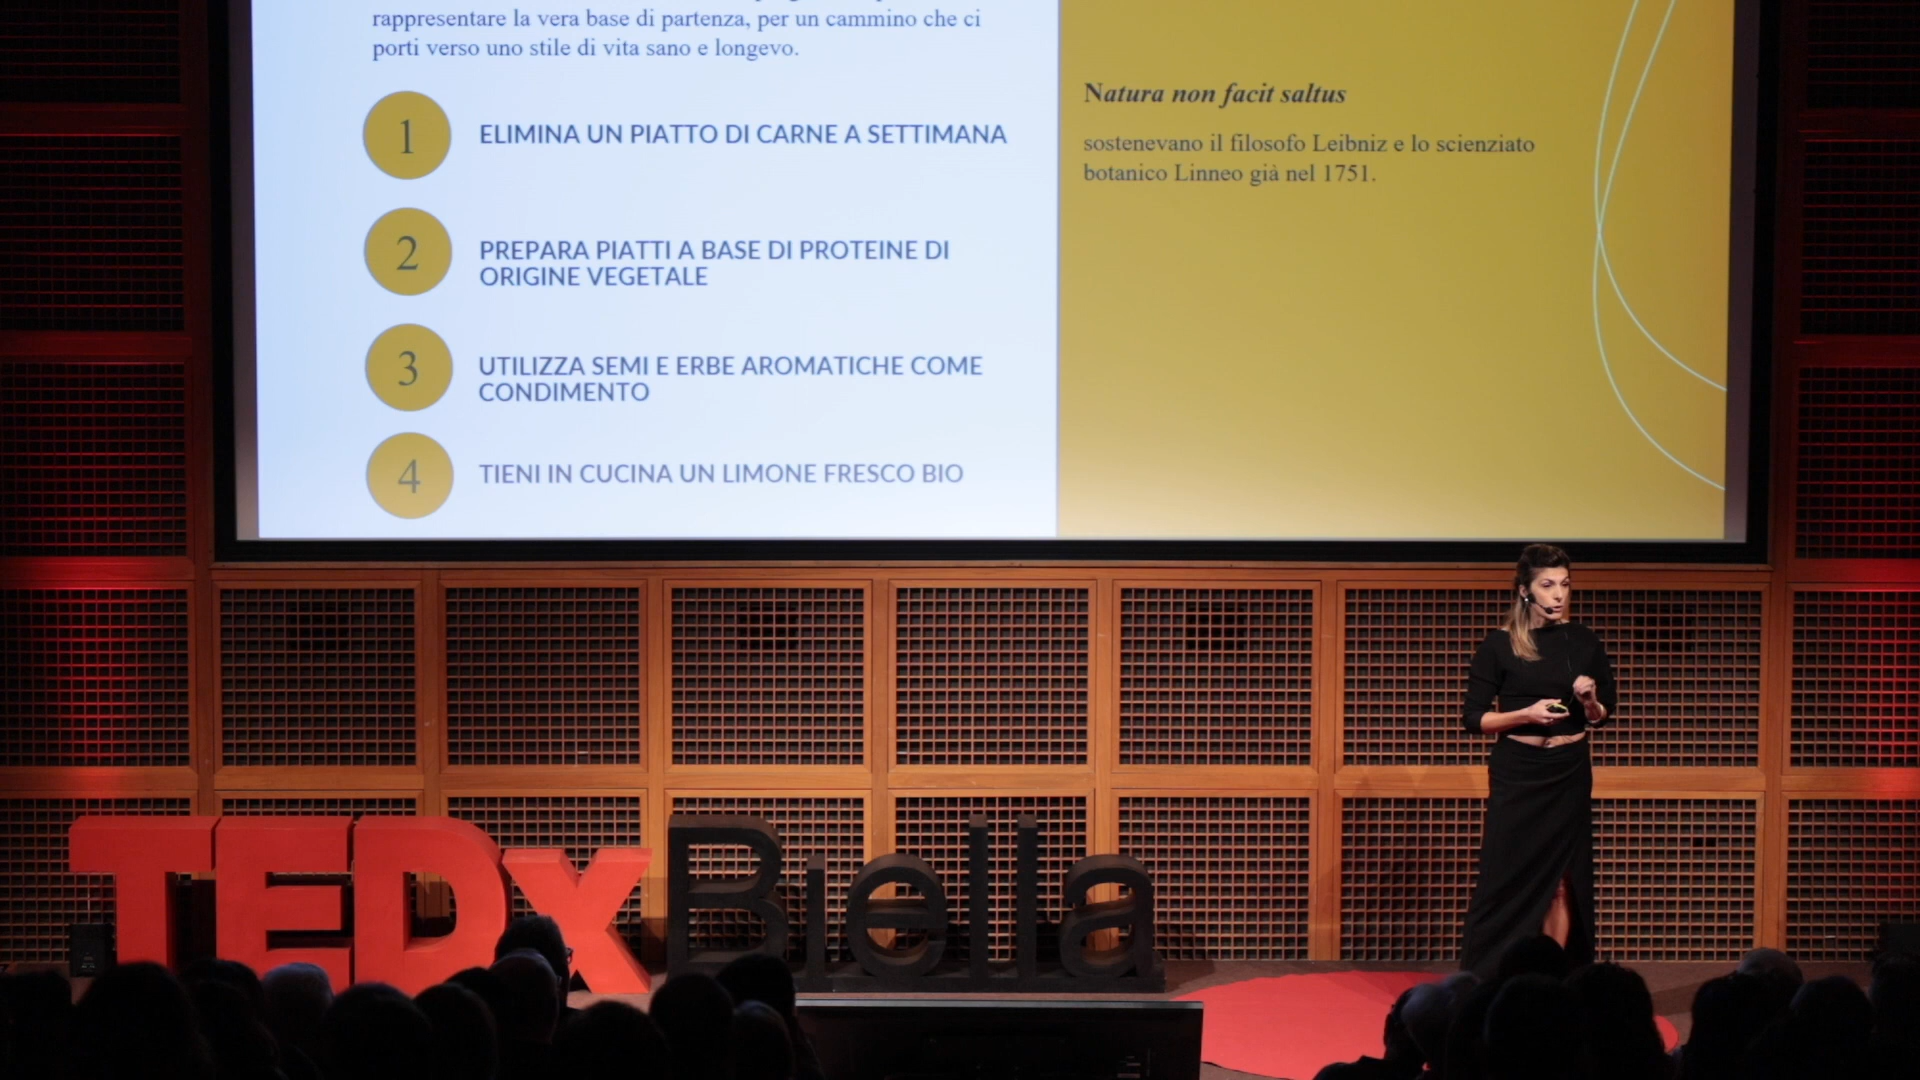 rappresentare la vera base di partenza, per un cammino che ci
porti verso uno stile di vita sano e longevo.
1
ELIMINA UN PIATTO DI CARNE A SETTIMANA
2
PREPARA PIATTI A BASE DI PROTEINE DI
ORIGINE VEGETALE
3
UTILIZZA SEMI E ERBE AROMATICHE COME
CONDIMENTO
4
TIENI IN CUCINA UN LIMONE FRESCO BIO
Natura non facit saltus
sostenevano il filosofo Leibniz e lo scienziato
botanico Linneo già nel 1751.
TEDxBiella